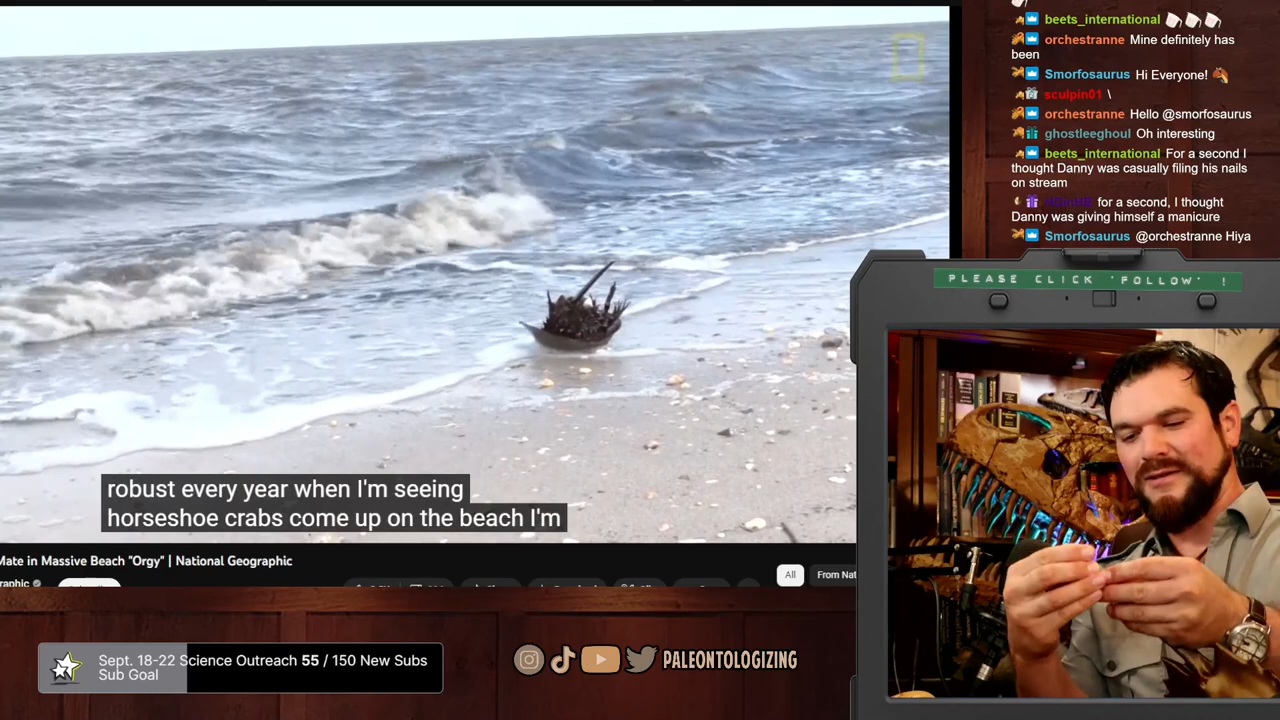 beets_international
orchestranne Mine definitely has
been
Smorfosaurus Hi Everyone!
sculpin01 \
orchestranne Hello @smorfosaurus
ghostleeghoul Oh interesting
beets_international For a second I
thought Danny was casually filing his nails
on stream
for a second, I thought
Danny was giving himself a manicure
Smorfosaurus @orchestranne Hiya
PLEASE CLICK 'FOLLOW' !
robust every year when I'm seeing
horseshoe crabs come up on the beach I'm
Mate in Massive Beach "Orgy" | National Geographic
raphic
All
From Nat
Sept. 18-22 Science Outreach 55 / 150 New Subs
Sub Goal
PALEONTOLOGIZING